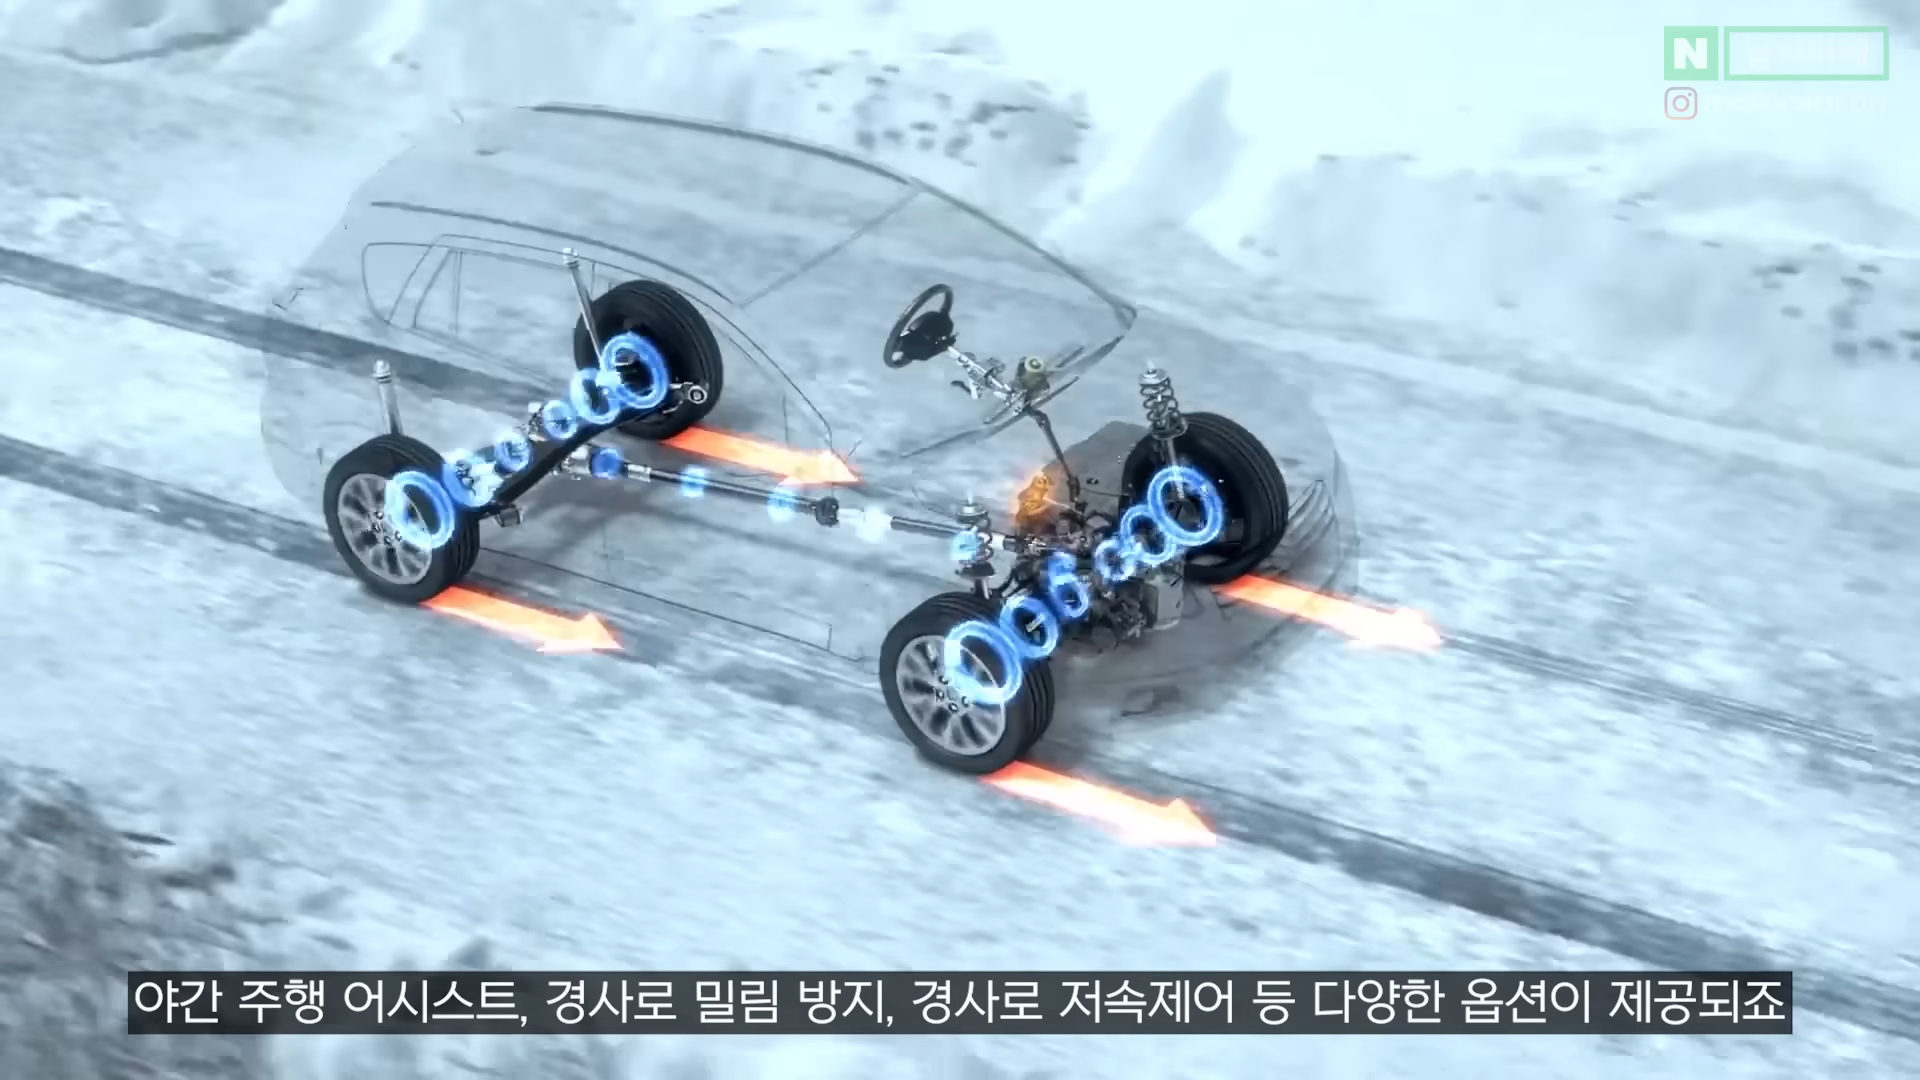 N
야간 주행 어시스트, 경사로 밀림 방지, 경사로 저속제어 등 다양한 옵션이 제공되죠